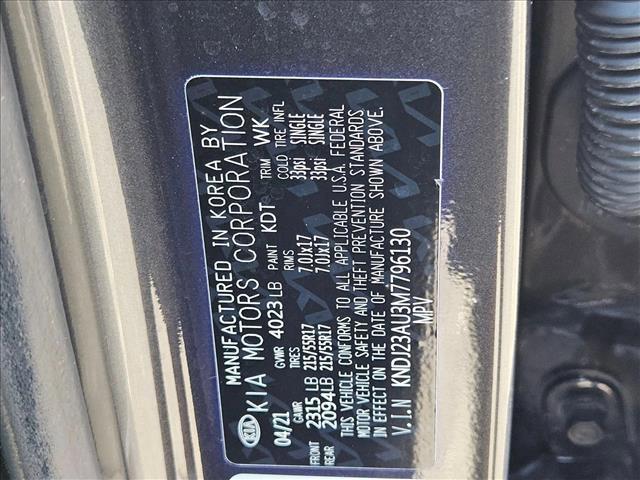 MANUFACTURED IN KOREA BY
KIA KIA MOTORS CORPORATION
04/21 GVWR 4023LB PAINT KDT TRIM WK
GAWR TIRES RIMS COLD TIRE INFL
FRONT 2315 LB 215/55R17 7.0Jx17 33psi SINGLE
REAR 2094LB 215/55R17 7.0Jx17 33psi SINGLE
THIS VEHICLE CONFORMS TO ALL APPLICABLE U.S.A. FEDERAL
MOTOR VEHICLE SAFETY AND THEFT PREVENTION STANDARDS
IN EFFECT ON THE DATE OF MANUFACTURE SHOWN ABOVE.
V.I.N KNDJ23AU3M7796130
MPV